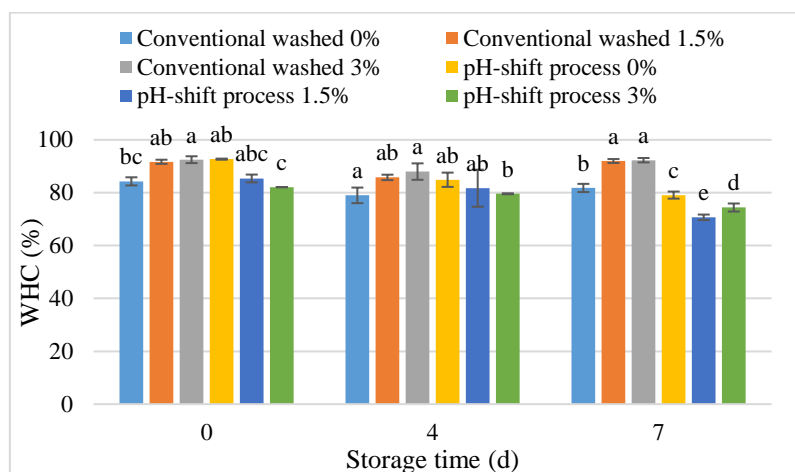 Conventional washed 0% Conventional washed 1.5%
Conventional washed 3% pH-shift process 0%
pH-shift process 1.5% pH-shift process 3%
100
80
60
40
20
0
WHC (%)
bc ab a ab abc c
a ab a ab ab b
b a a c e d
0 4 7
Storage time (d)